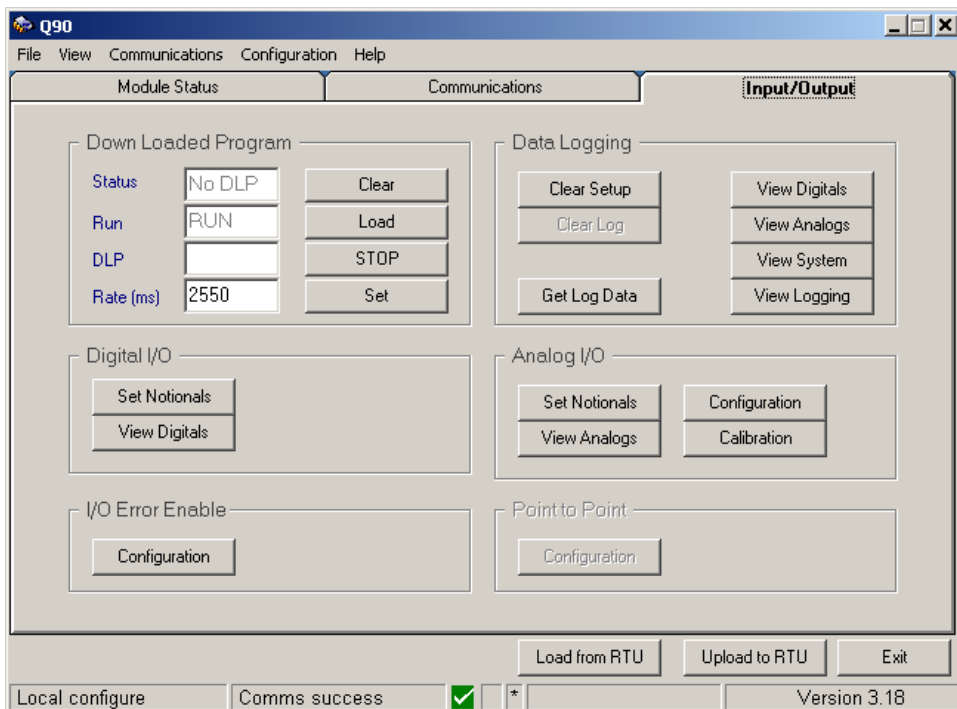 Q90
File View Communications Configuration Help
Module Status Communications Input/Output
Down Loaded Program
Status No DLP Clear
Run RUN Load
DLP STOP
Rate (ms) 2550 Set
Data Logging
Clear Setup View Digitals
Clear Log View Analogs
View System
Get Log Data View Logging
Digital I/O
Set Notionals
View Digitals
Analog I/O
Set Notionals Configuration
View Analogs Calibration
I/O Error Enable
Configuration
Point to Point
Configuration
Load from RTU Upload to RTU Exit
Local configure Comms success * Version 3.18